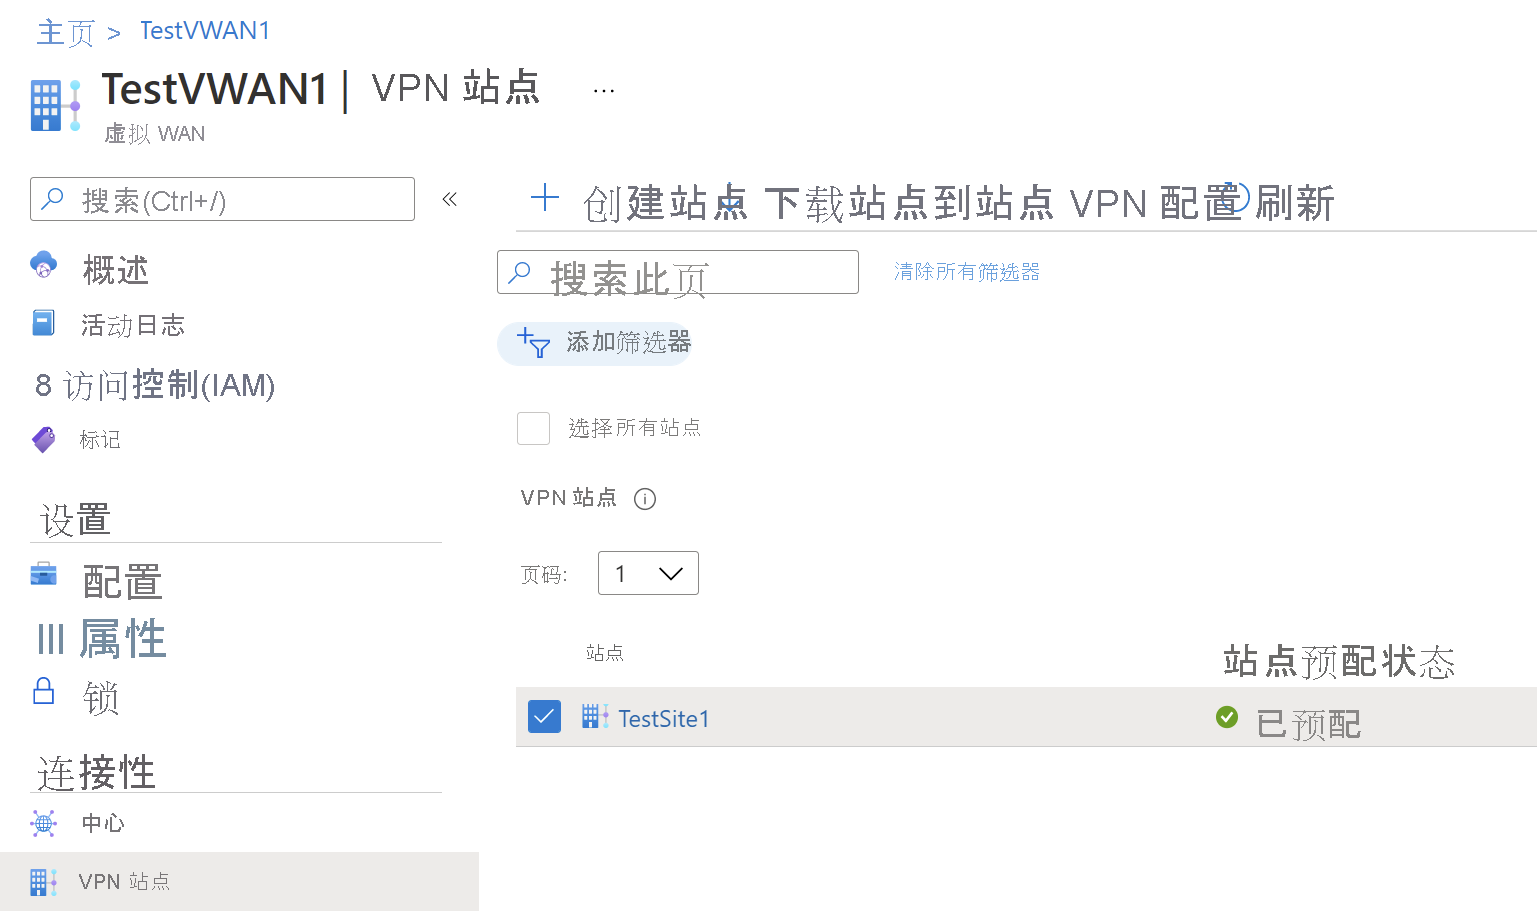 主页 > TestVWAN1
TestVWAN1 | VPN 站点 ...
虚拟 WAN
搜索(Ctrl+/) «
概述
活动日志
8 访问控制(IAM)
标记
设置
配置
属性
锁
连接性
中心
VPN 站点
创建站点 下载站点到站点 VPN 配置 刷新
搜索此页 清除所有筛选器
添加筛选器
选择所有站点
VPN 站点
页码: 1
站点 站点预配状态
TestSite1 已预配